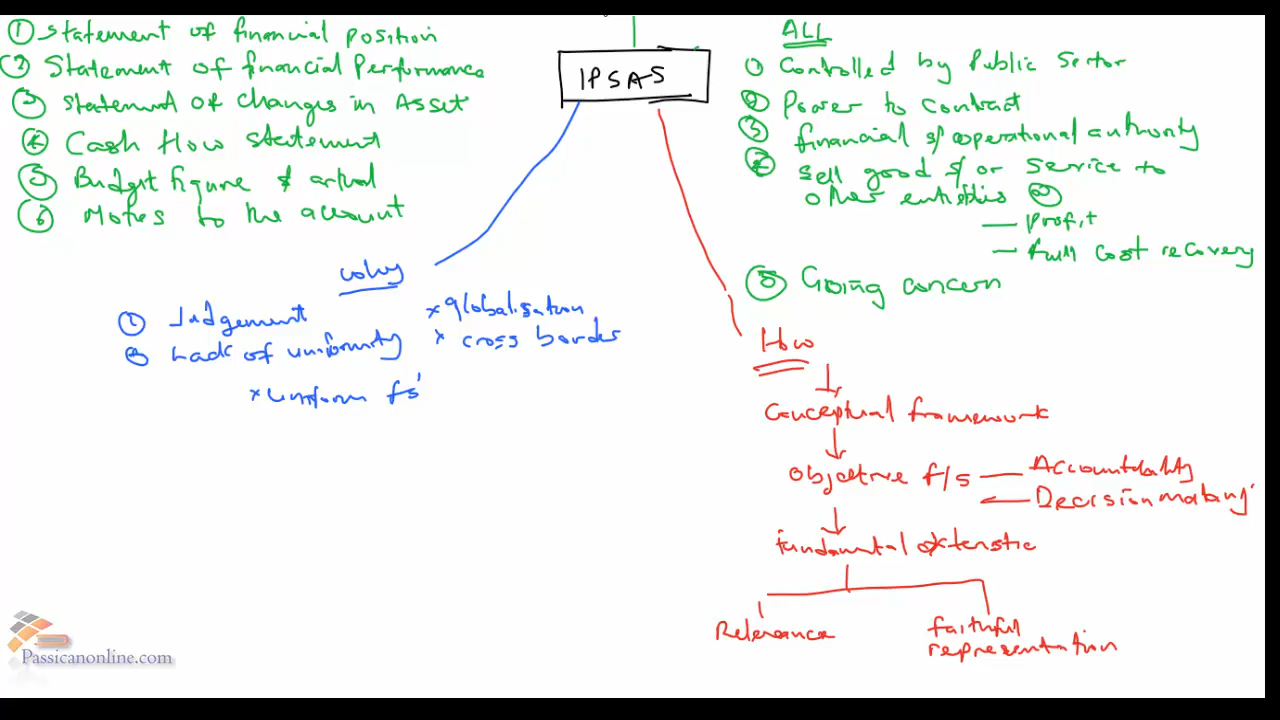 ① Statement of financial position
② Statement of financial Performance
③ Statement of changes in Asset
④ Cash flow statement
⑤ Budget figure & actual
⑥ Notes to the account
IPSAS
ALL
① Controlled by Public Sector
② Power to contract
③ financial &/operational authority
④ Sell good &/or Service to
other entities @
— Profit
— full cost recovery
⑤ Going concern
why
① Judgement
② Lack of uniformity
× uniform fs'
× globalisation
× cross border
How
Conceptual framework
Objective f/s — Accountability
— Decision making
fundamental
Relevance
faithful
representation
Passicanonline.com